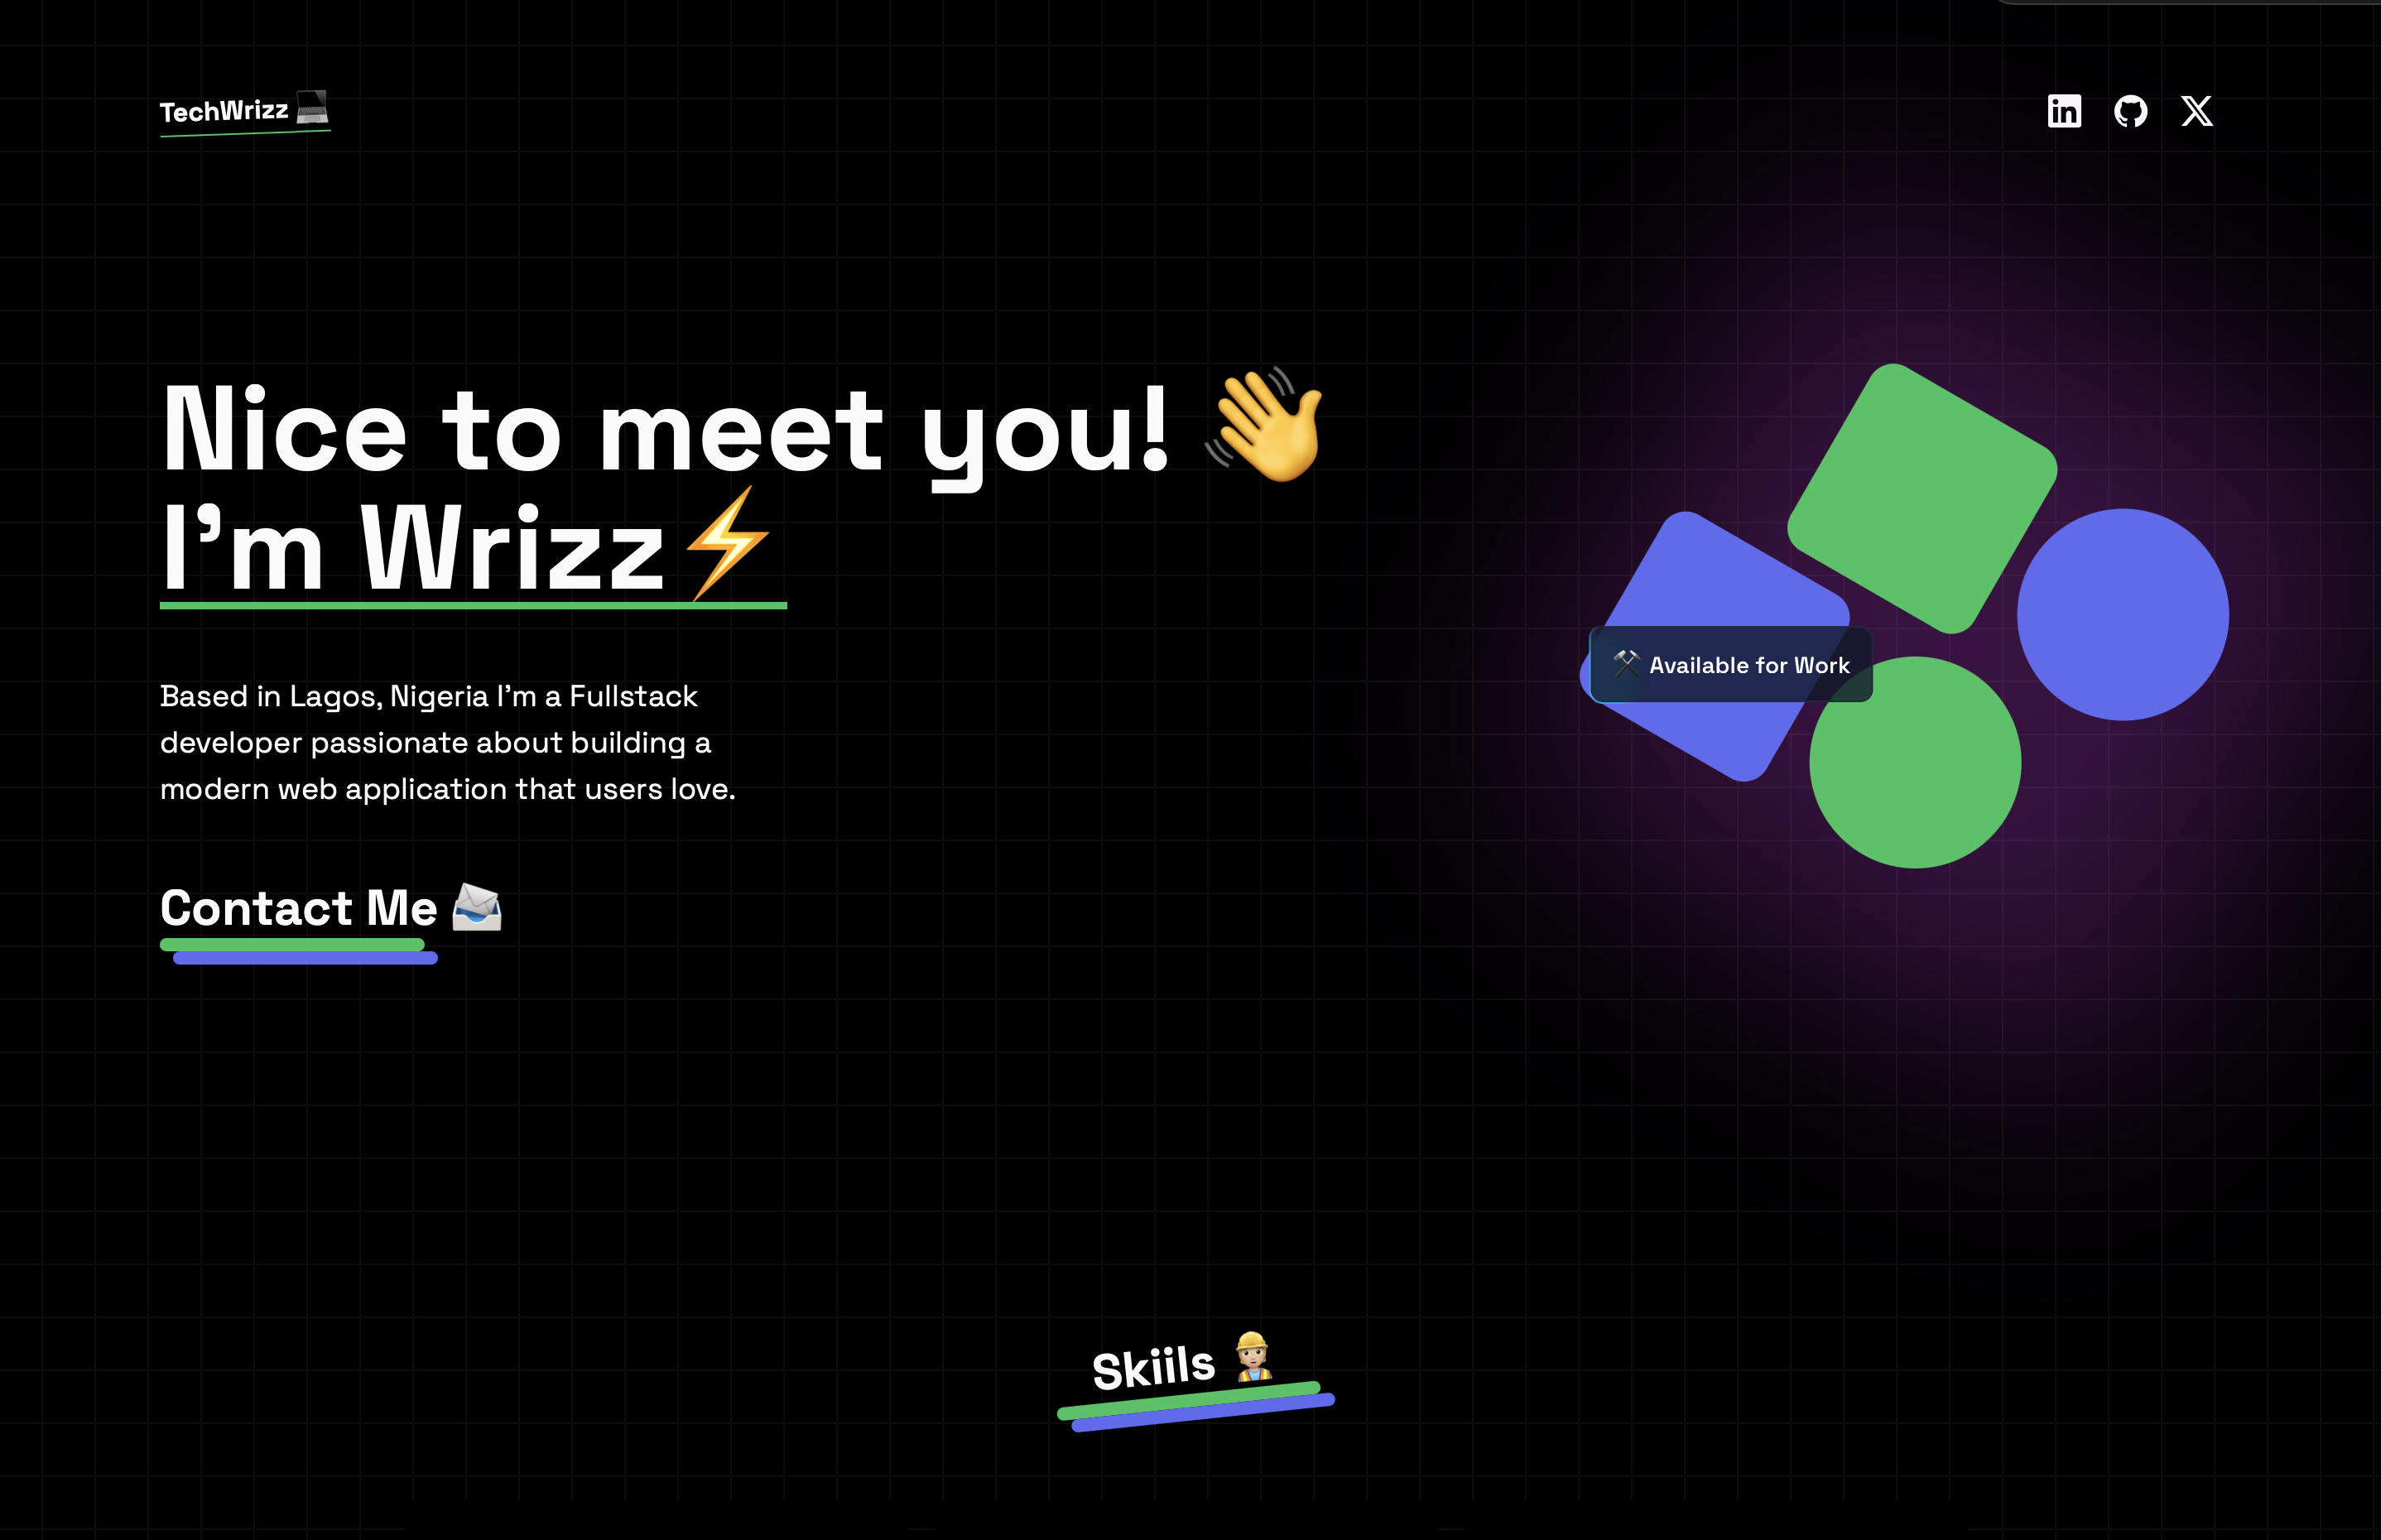 TechWrizz 💻
in
Nice to meet you! 👋
I'm Wrizz⚡
Based in Lagos, Nigeria I'm a Fullstack
developer passionate about building a
modern web application that users love.
⚒ Available for Work
Contact Me 📨
Skiils 👷🏼